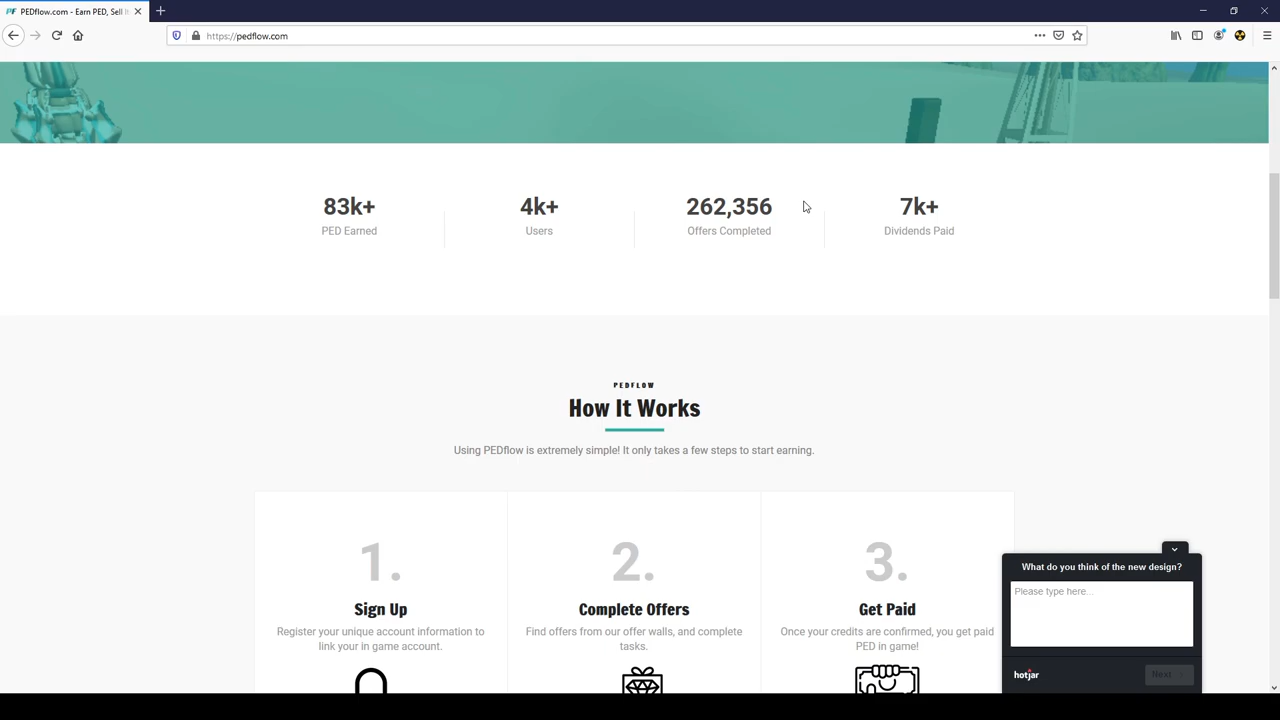 PF PEDflow.com - Earn PED, Sell
https://pedflow.com
83k+
4k+
262,356
7k+
PED Earned
Users
Offers Completed
Dividends Paid
PEDFLOW
How It Works
Using PEDflow is extremely simple! It only takes a few steps to start earning.
1.
Sign Up
Register your unique account information to
link your in game account.
2.
Complete Offers
Find offers from our offer walls, and complete
tasks.
3.
Get Paid
Once your credits are confirmed, you get paid
PED in game!
What do you think of the new design?
Please type here...
hotjar
Next